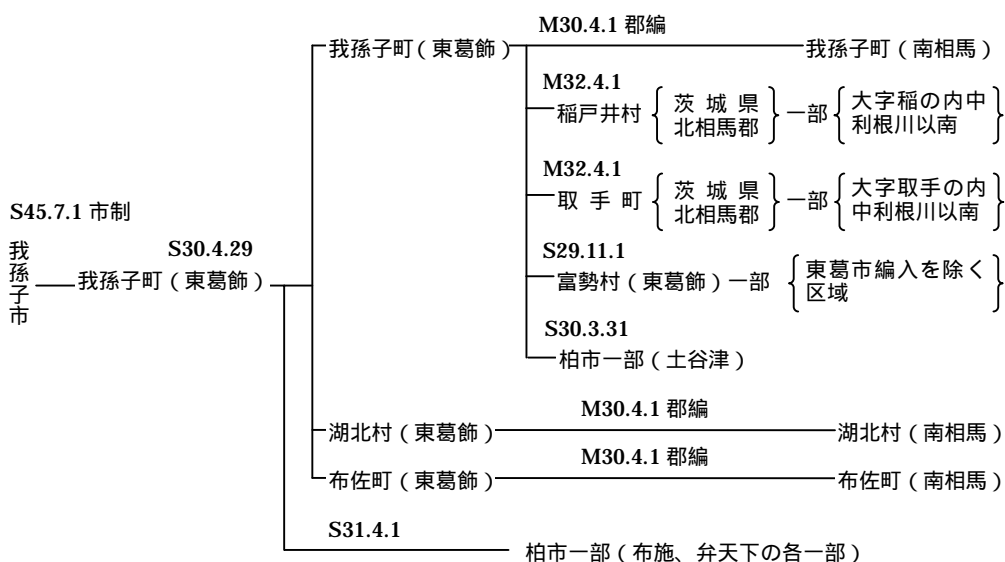 M30.4.1 郡編
我孫子町(東葛飾) 我孫子町(南相馬)
M32.4.1
稲戸井村{茨城県北相馬郡}一部{大字稲の内中利根川以南}
M32.4.1
取手町{茨城県北相馬郡}一部{大字取手の内中利根川以南}
S45.7.1 市制
S30.4.29
我孫子市
我孫子町(東葛飾)
S29.11.1
富勢村(東葛飾)一部{東葛市編入を除く区域}
S30.3.31
柏市一部(土谷津)
M30.4.1 郡編
湖北村(東葛飾) 湖北村(南相馬)
M30.4.1 郡編
布佐町(東葛飾) 布佐町(南相馬)
S31.4.1
柏市一部(布施、弁天下の各一部)